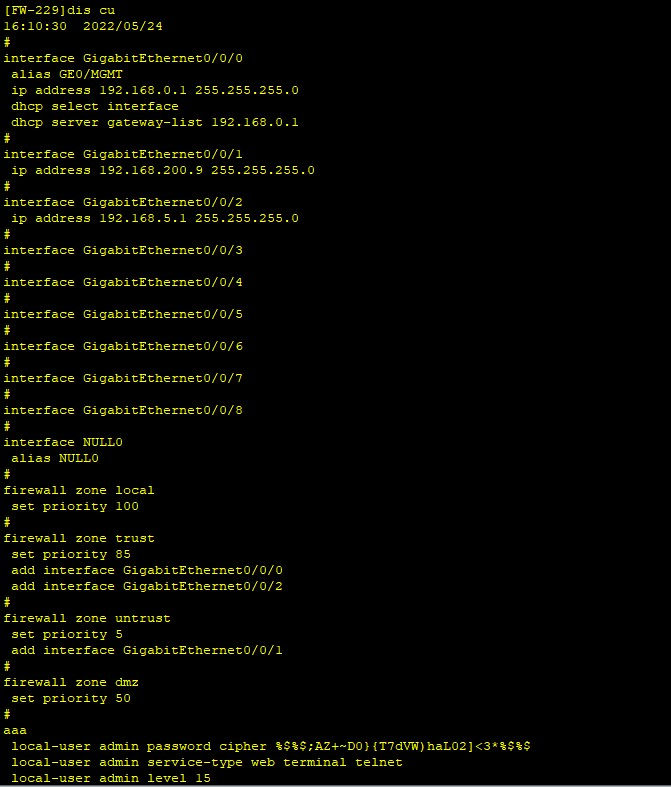 [FW-229]dis cu
16:10:30  2022/05/24
#
interface GigabitEthernet0/0/0
 alias GE0/MGMT
 ip address 192.168.0.1 255.255.255.0
 dhcp select interface
 dhcp server gateway-list 192.168.0.1
#
interface GigabitEthernet0/0/1
 ip address 192.168.200.9 255.255.255.0
#
interface GigabitEthernet0/0/2
 ip address 192.168.5.1 255.255.255.0
#
interface GigabitEthernet0/0/3
#
interface GigabitEthernet0/0/4
#
interface GigabitEthernet0/0/5
#
interface GigabitEthernet0/0/6
#
interface GigabitEthernet0/0/7
#
interface GigabitEthernet0/0/8
#
interface NULL0
 alias NULL0
#
firewall zone local
 set priority 100
#
firewall zone trust
 set priority 85
 add interface GigabitEthernet0/0/0
 add interface GigabitEthernet0/0/2
#
firewall zone untrust
 set priority 5
 add interface GigabitEthernet0/0/1
#
firewall zone dmz
 set priority 50
#
aaa
 local-user admin password cipher %$%$;AZ+~D0}{T7dVW)haL02]<3*%$%$
 local-user admin service-type web terminal telnet
 local-user admin level 15